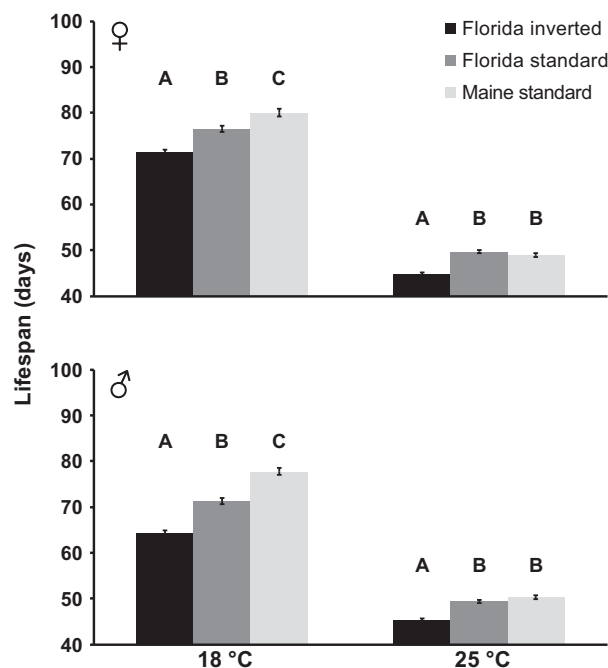 100
90
80
70
60
50
40
♀
A B C
A B B
Florida inverted
Florida standard
Maine standard
Lifespan (days)
100
90
80
70
60
50
40
♂
A B C
A B B
18 °C 25 °C